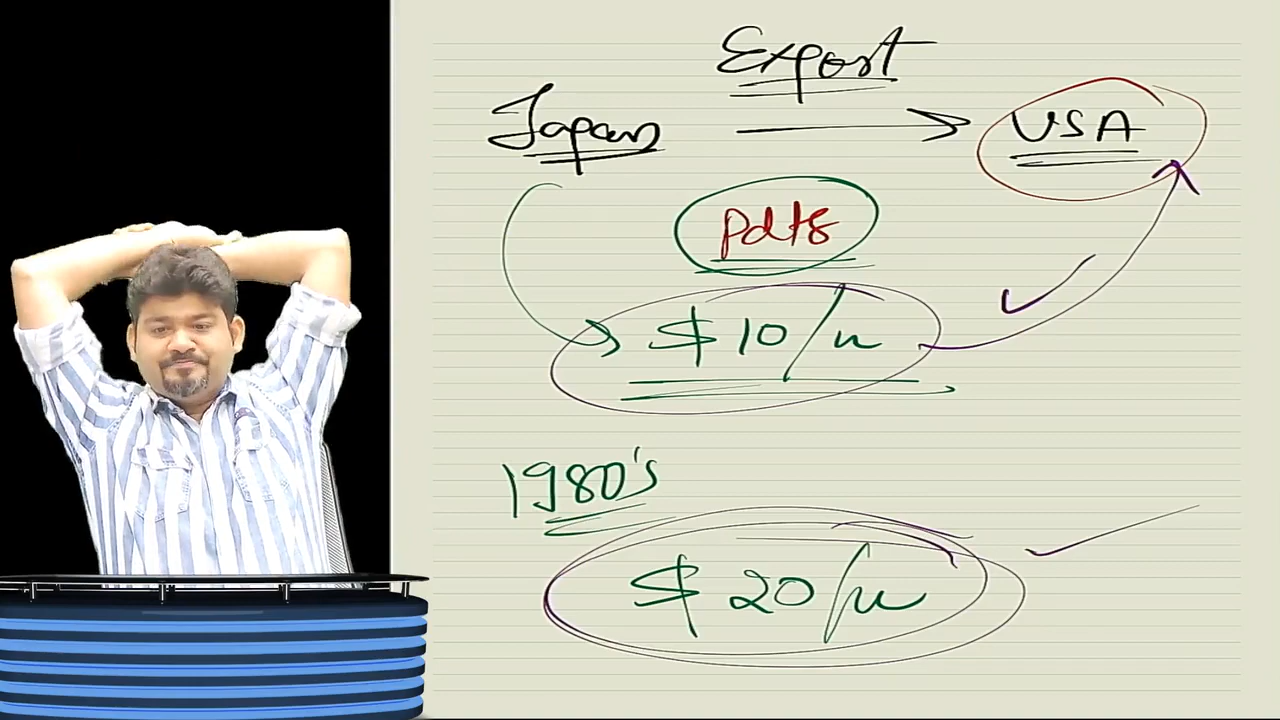 Export
Japan → USA
Pdts
$ 10/u
1980's
$ 20/u